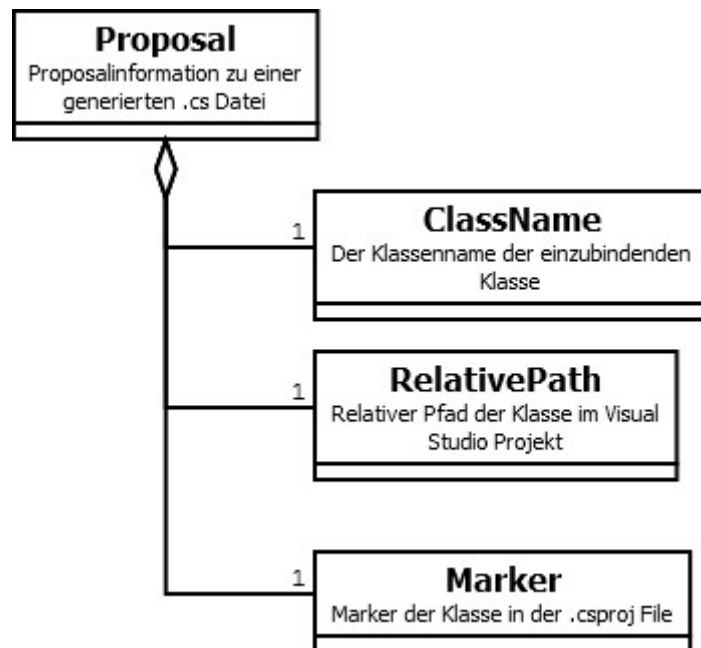 Proposal
Proposalinformation zu einer
generierten .cs Datei
1
ClassName
Der Klassenname der einzubindenden
Klasse
1
RelativePath
Relativer Pfad der Klasse im Visual
Studio Projekt
1
Marker
Marker der Klasse in der .csproj File